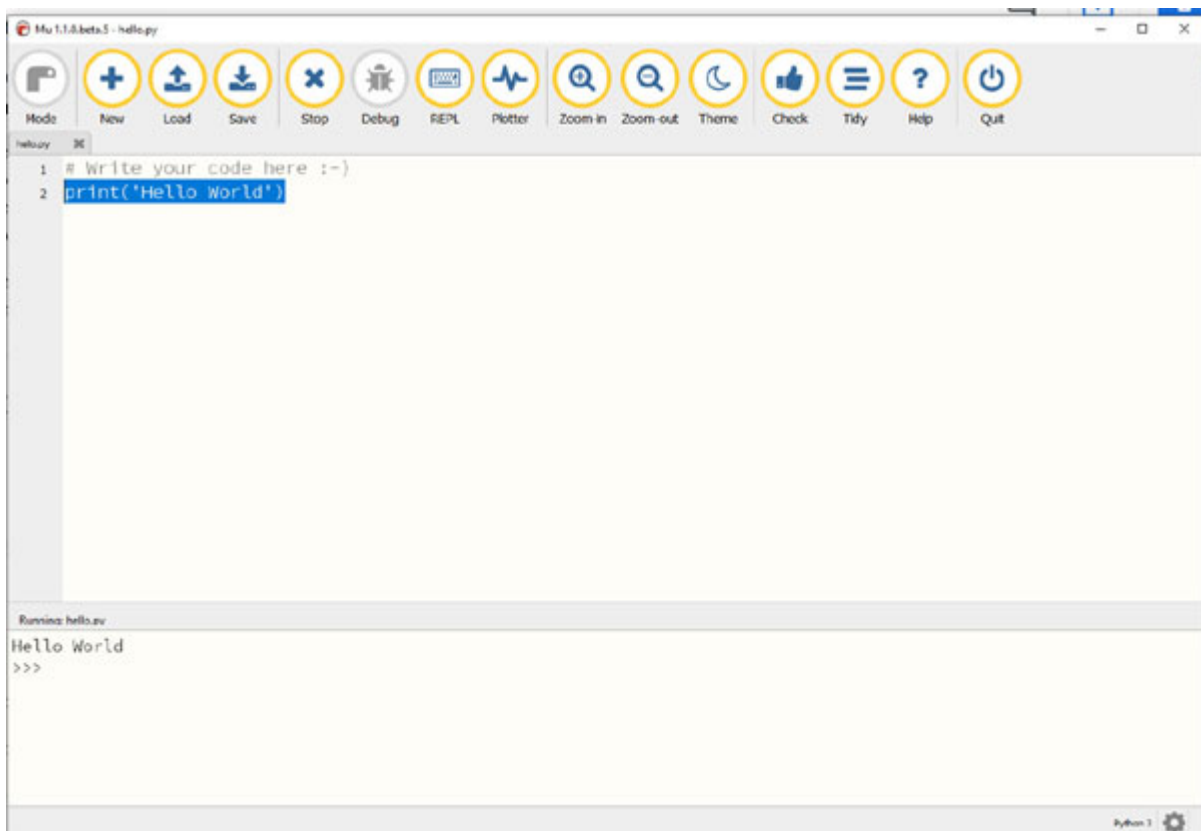 Mu 1.1.0.beta.5 - hello.py
Mode New Load Save Stop Debug REPL Plotter Zoom-in Zoom-out Theme Check Tidy Help Quit
hello.py
1 # Write your code here :-)
2 print('Hello World')
Running: hello.py
Hello World
>>>
Python 3